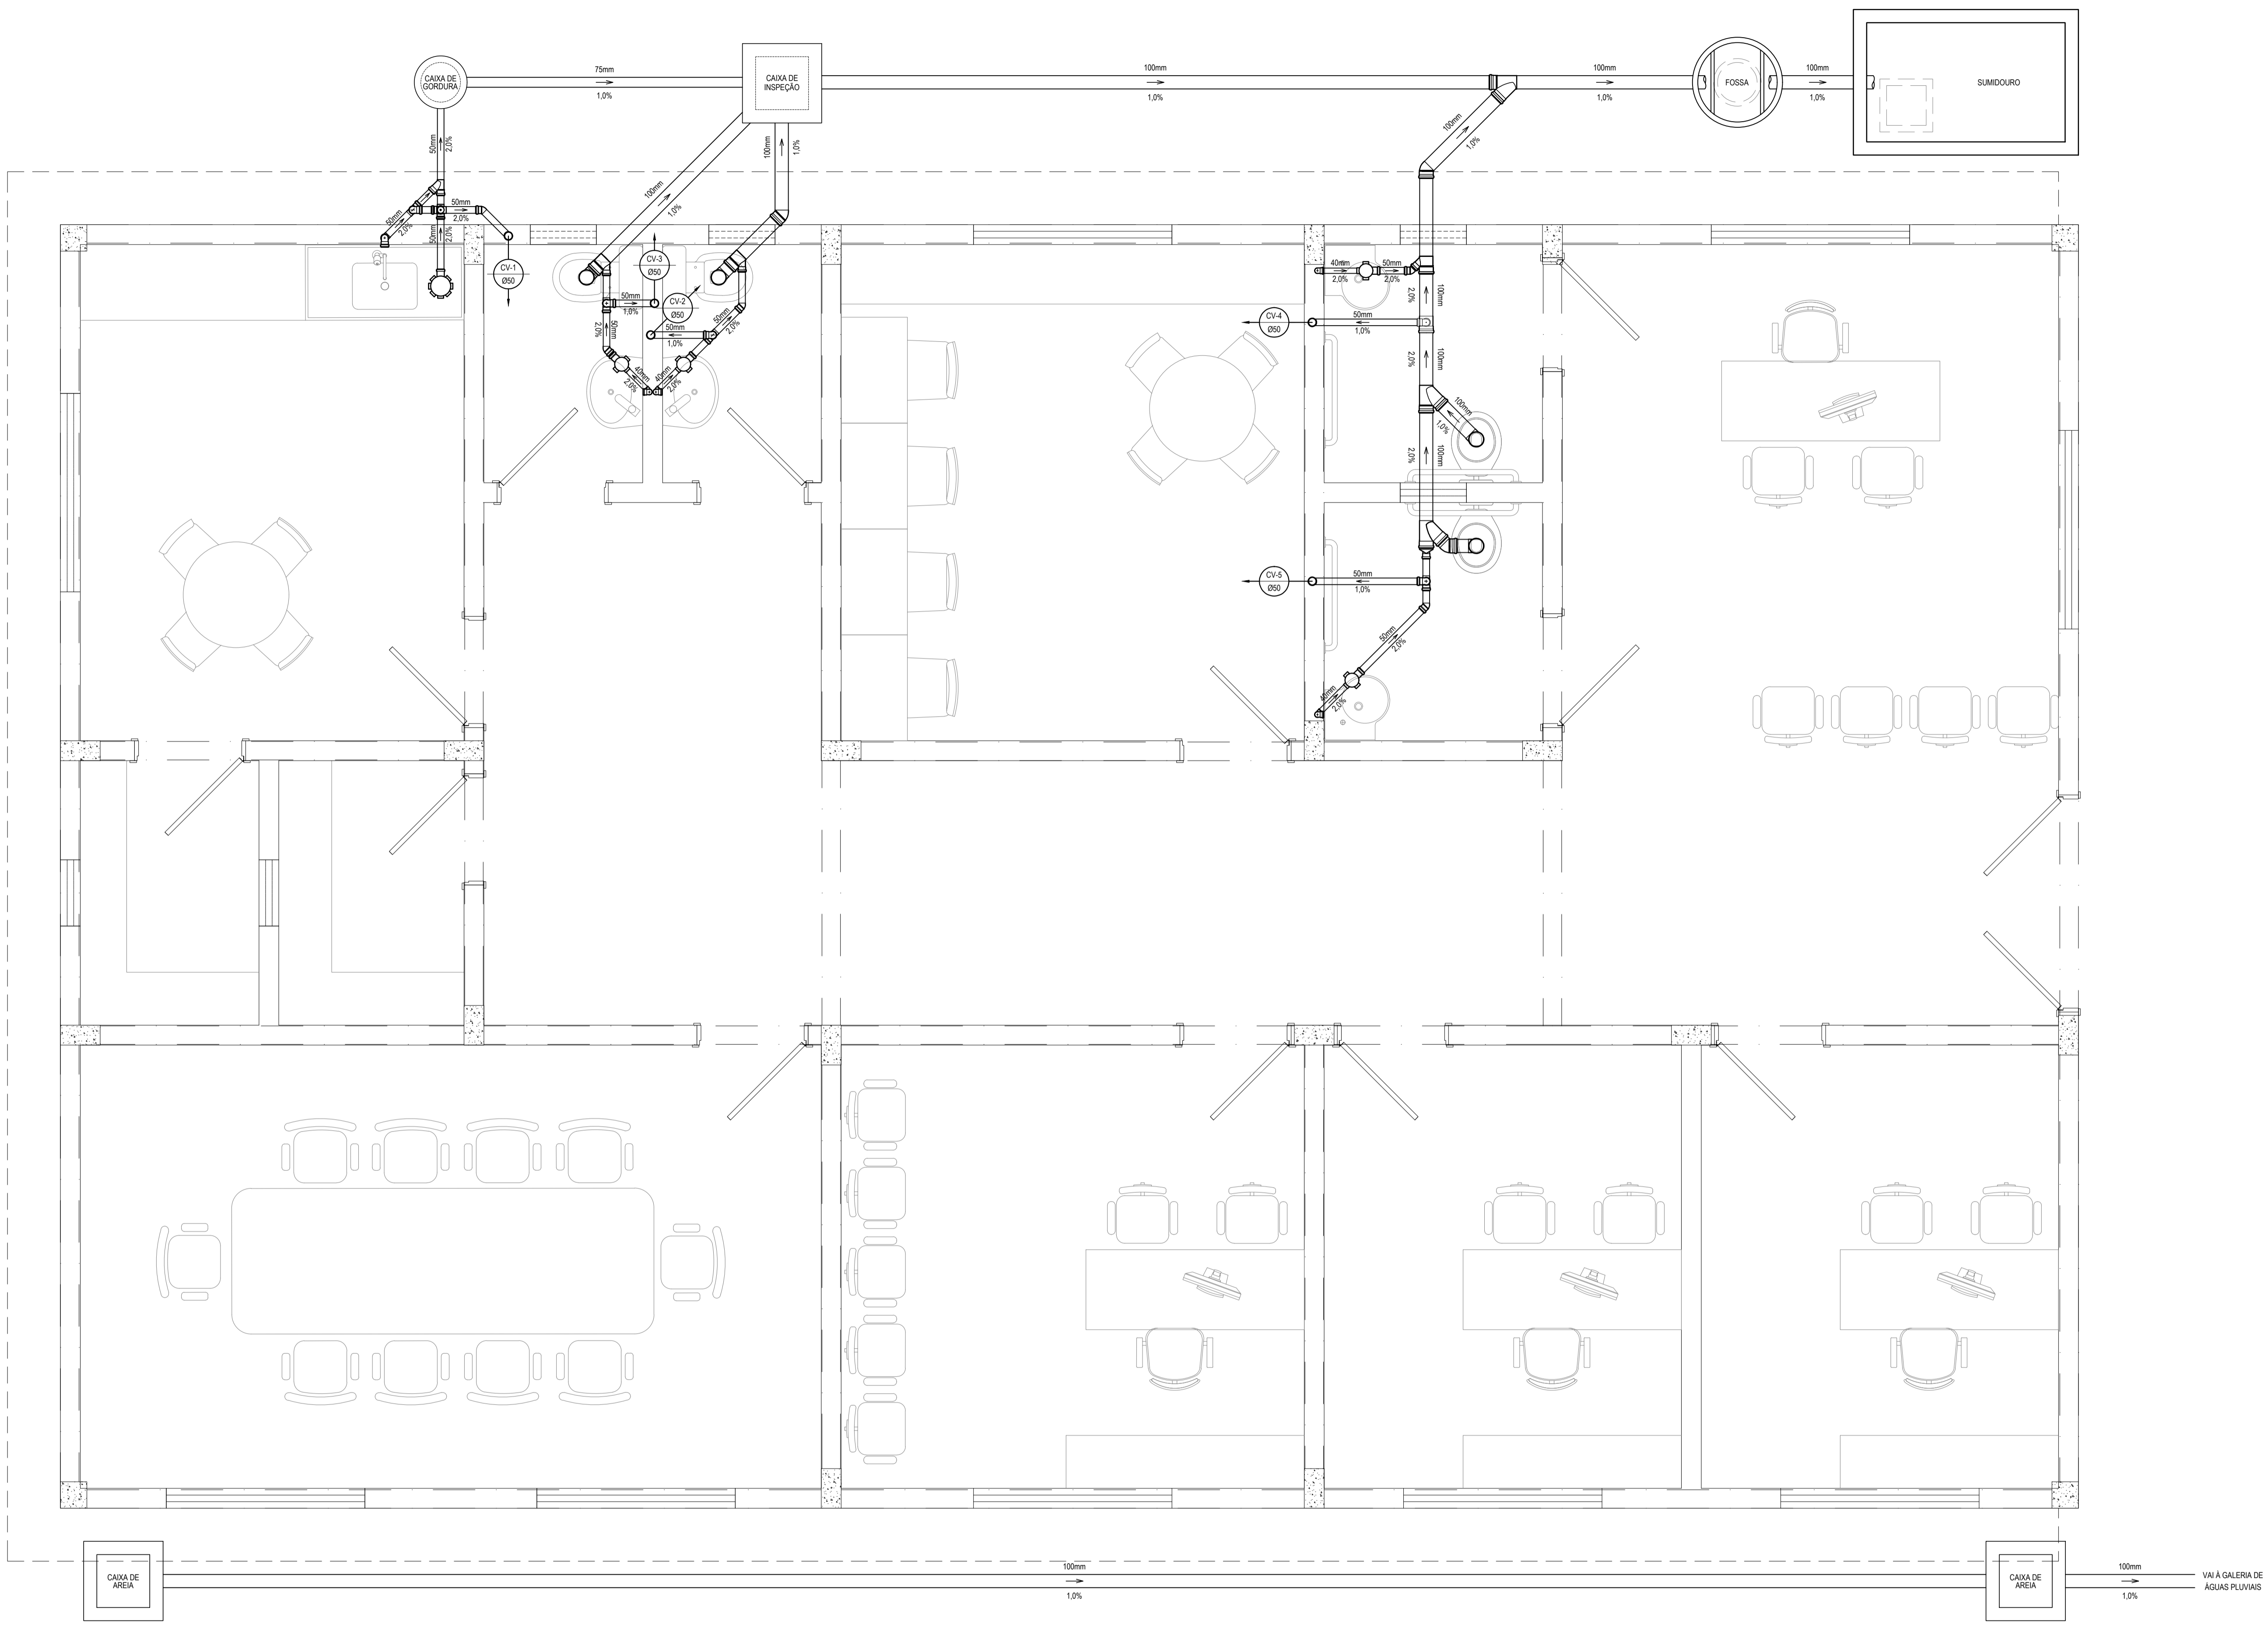 75mm
1,0%
CAIXA DE
GORDURA
CAIXA DE
INSPEÇÃO
100mm
1,0%
100mm
1,0%
FOSSA
100mm
1,0%
SUMIDOURO
50mm
2,0%
100mm
1,0%
100mm
1,0%
100mm
1,0%
50mm
2,0%
50mm
2,0%
50mm
2,0%
CV-1
Ø50
CV-3
Ø50
50mm
1,0%
CV-2
Ø50
50mm
1,0%
50mm
2,0%
50mm
2,0%
40mm
2,0%
40mm
2,0%
40mm
2,0%
50mm
2,0%
100mm
2,0%
CV-4
Ø50
50mm
1,0%
100mm
2,0%
100mm
1,0%
100mm
2,0%
CV-5
Ø50
50mm
1,0%
50mm
2,0%
40mm
2,0%
CAIXA DE
AREIA
100mm
1,0%
CAIXA DE
AREIA
100mm
1,0%
VAI À GALERIA DE
ÁGUAS PLUVIAIS